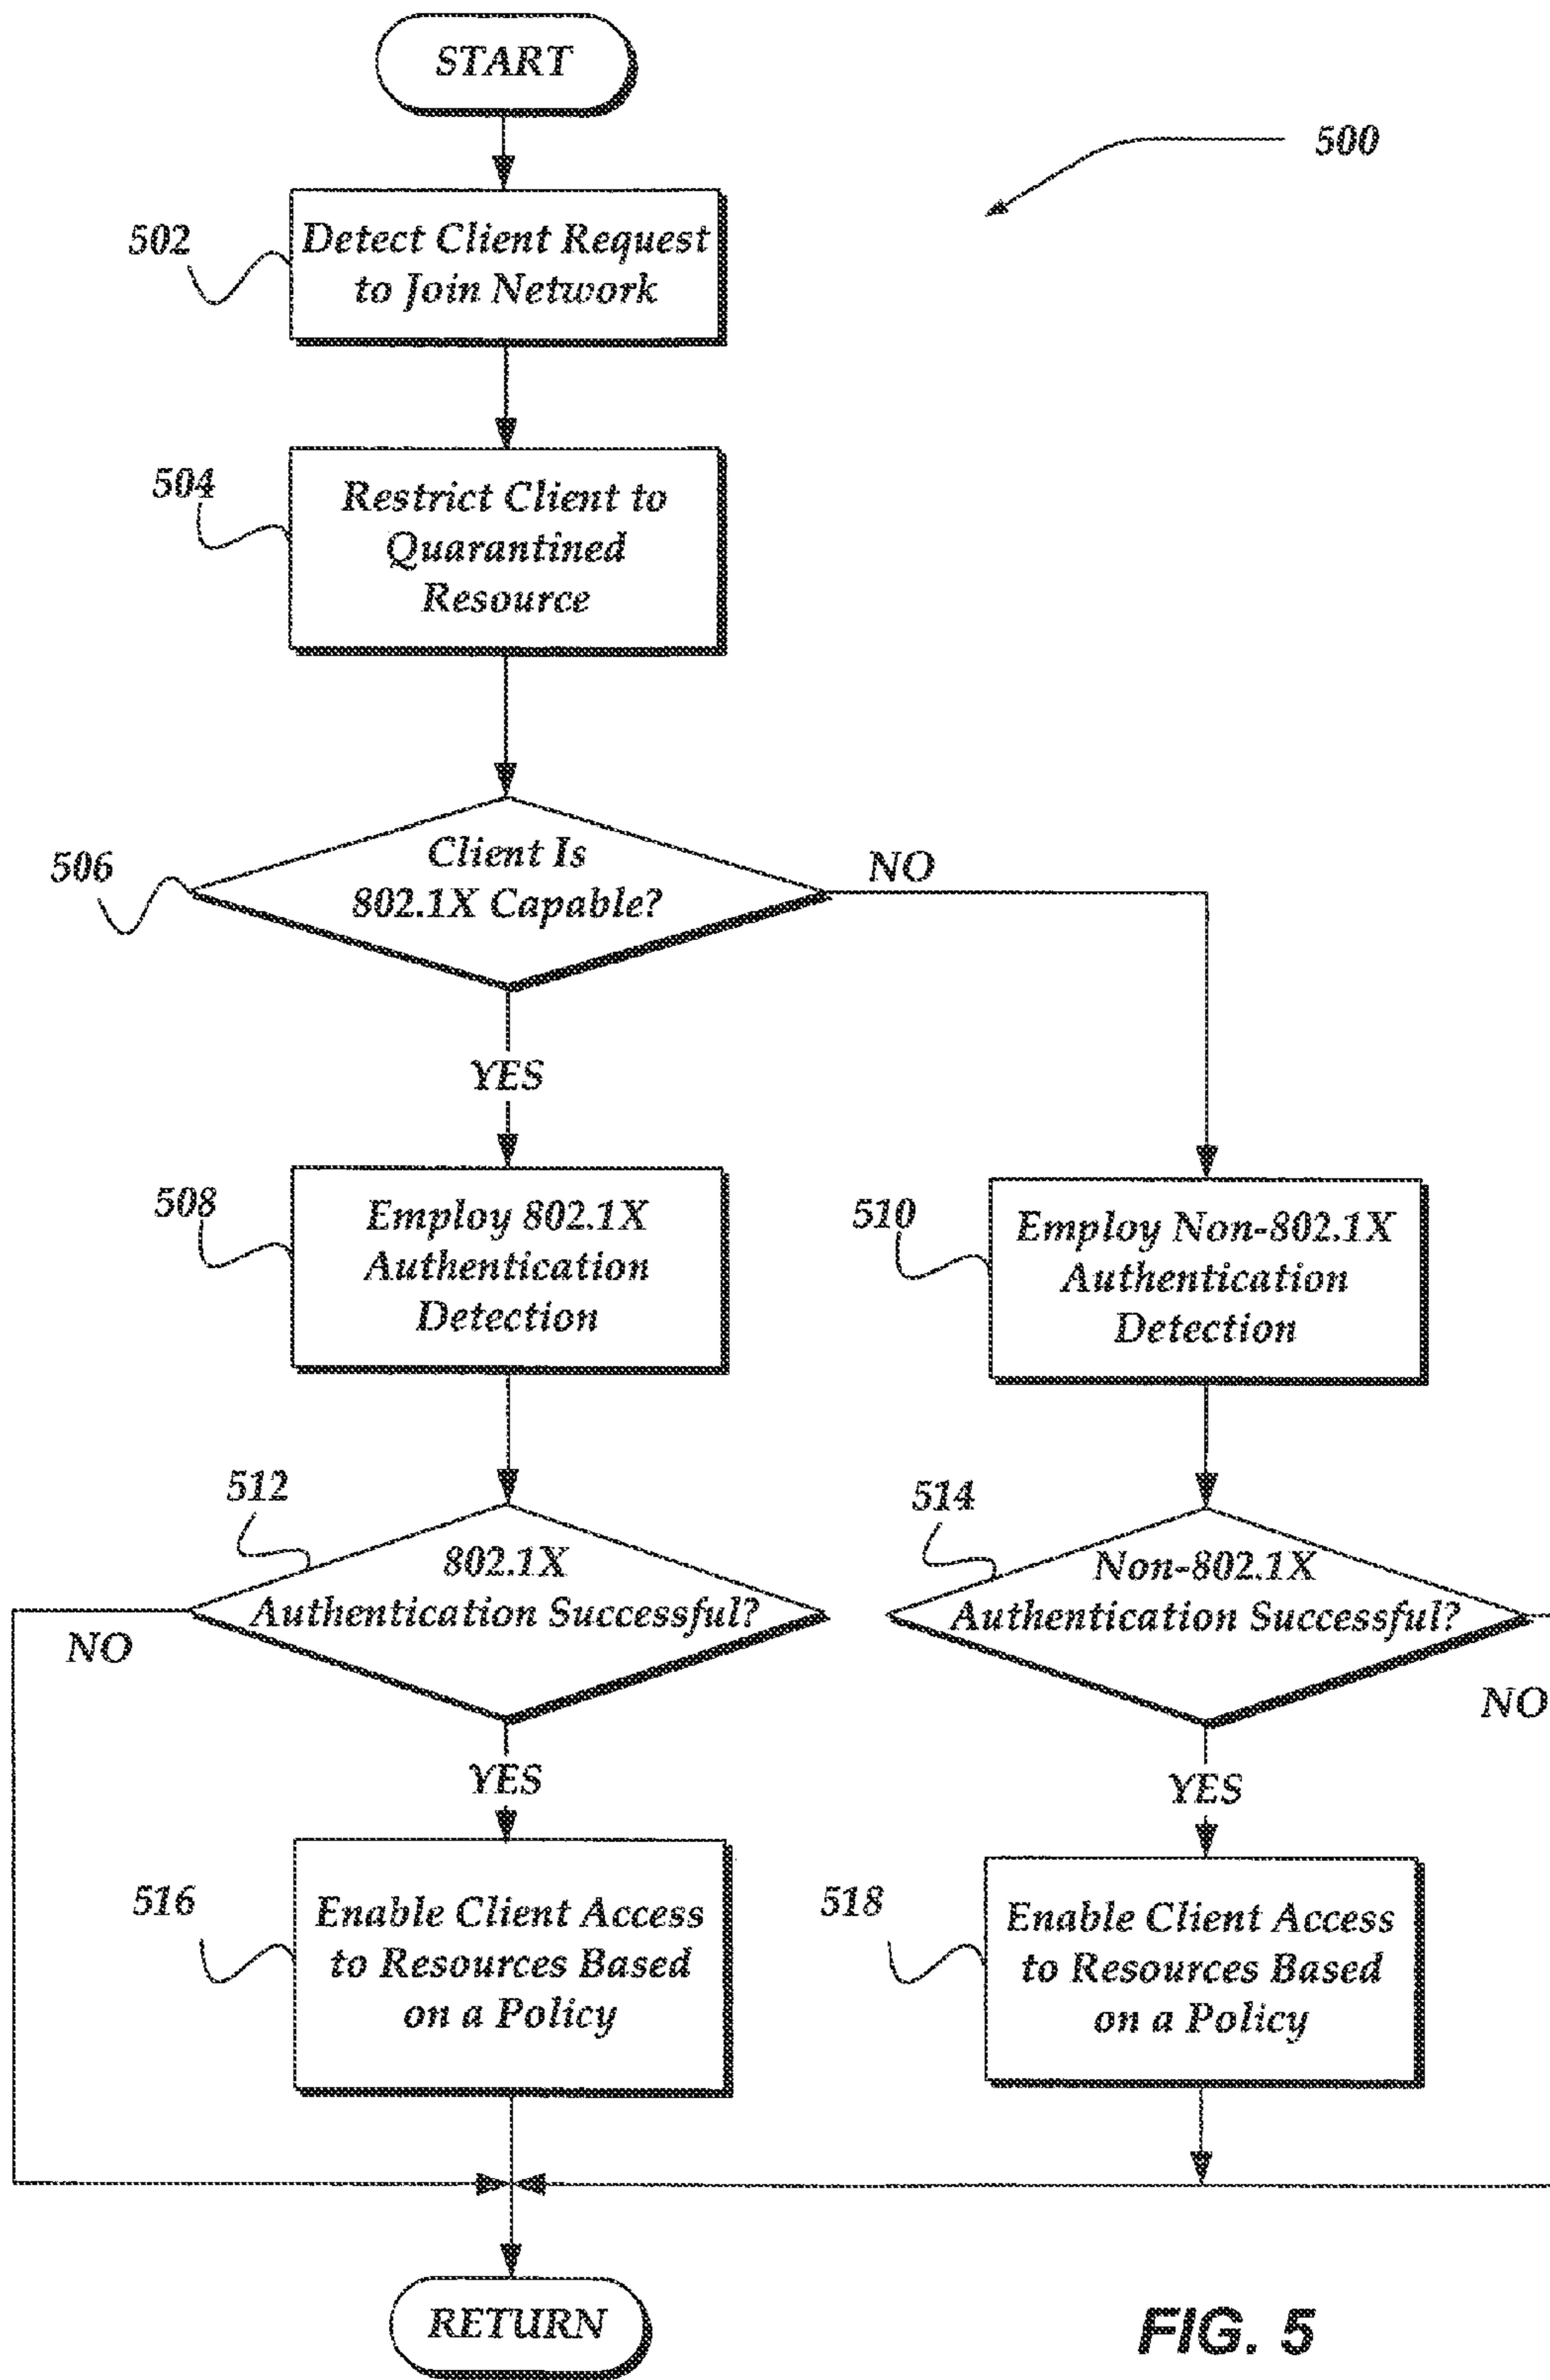 START
500
502
Detect Client Request
to Join Network
504
Restrict Client to
Quarantined
Resource
506
Client Is
802.1X Capable?
NO
YES
508
Employ 802.1X
Authentication
Detection
510
Employ Non-802.1X
Authentication
Detection
512
802.1X
Authentication Successful?
NO
514
Non-802.1X
Authentication Successful?
NO
YES
YES
516
Enable Client Access
to Resources Based
on a Policy
518
Enable Client Access
to Resources Based
on a Policy
RETURN
FIG. 5